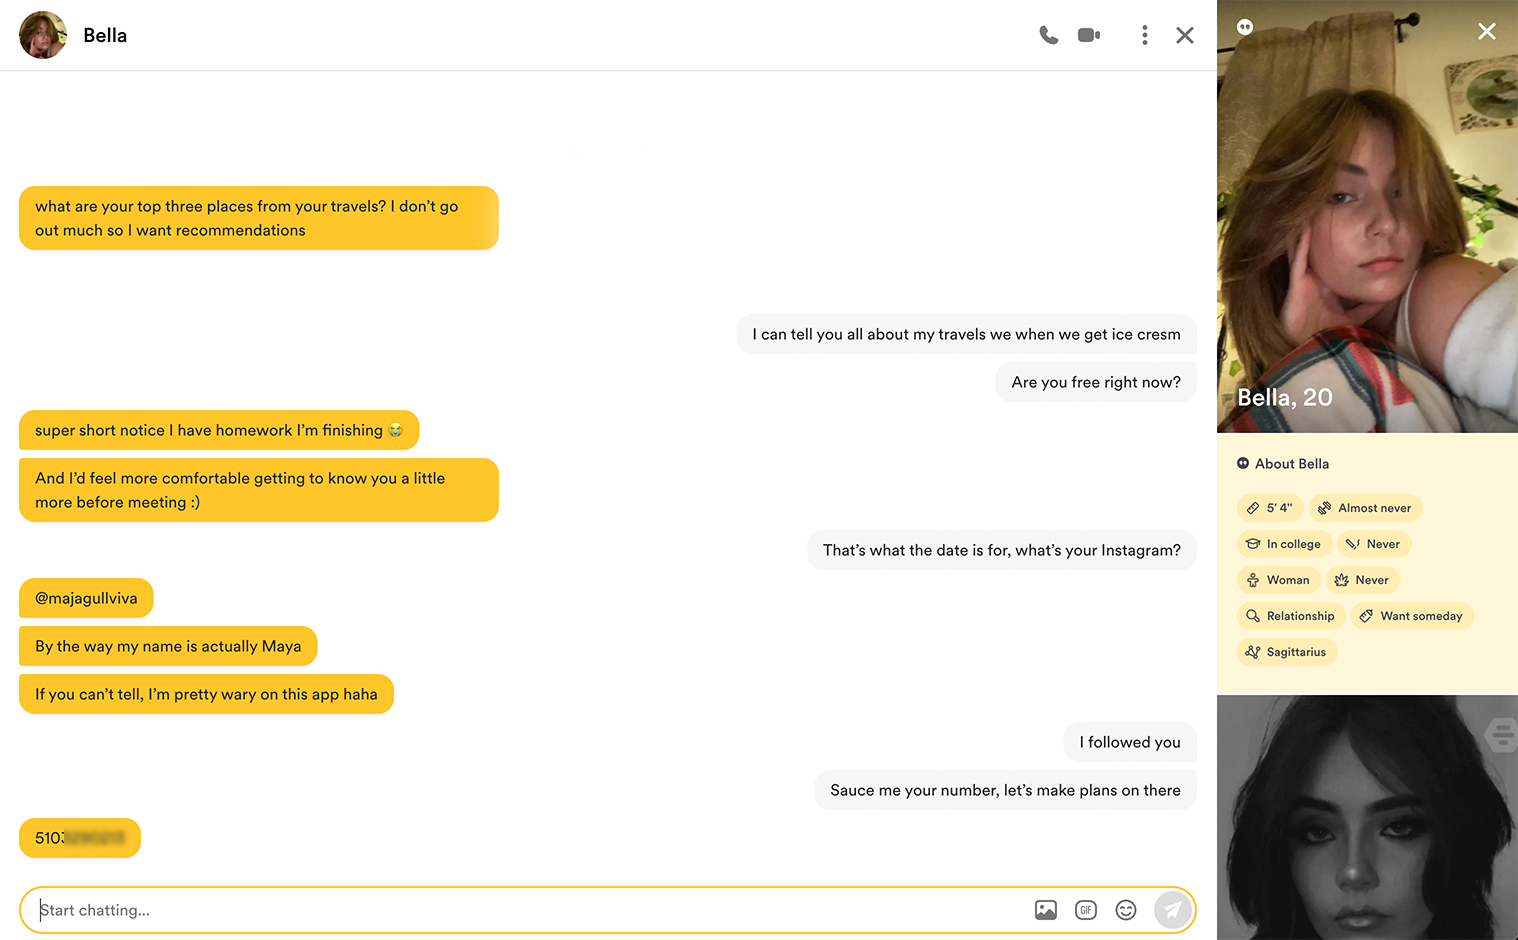 Bella
what are your top three places from your travels? I don't go
out much so I want recommendations
I can tell you all about my travels we when we get ice cresm
Are you free right now?
super short notice I have homework I'm finishing 😭
And I'd feel more comfortable getting to know you a little
more before meeting :)
That's what the date is for, what's your Instagram?
@majagullviva
By the way my name is actually Maya
If you can't tell, I'm pretty wary on this app haha
I followed you
Sauce me your number, let's make plans on there
5103
Start chatting...
GIF
Bella, 20
About Bella
5' 4"
Almost never
In college
Never
Woman
Never
Relationship
Want someday
Sagittarius